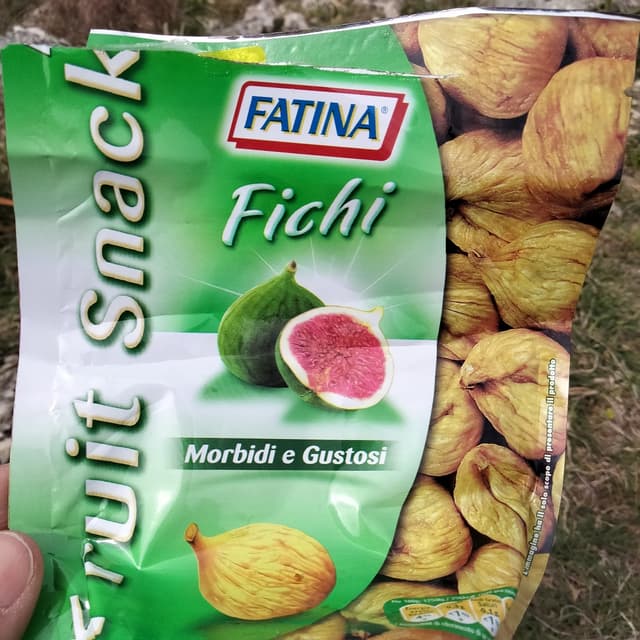 Fruit Snack
FATINA®
Fichi
Morbidi e Gustosi
L'immagine ha il solo scopo di presentare il prodotto